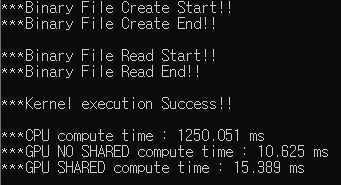 ***Binary File Create Start!!
***Binary File Create End!!
***Binary File Read Start!!
***Binary File Read End!!
***Kernel execution Success!!
***CPU compute time : 1250.051 ms
***GPU NO SHARED compute time : 10.625 ms
***GPU SHARED compute time : 15.389 ms